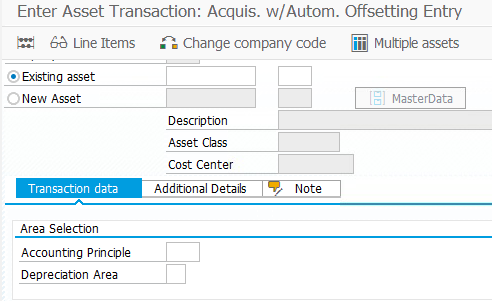 Enter Asset Transaction: Acquis. w/Autom. Offsetting Entry
Line Items Change company code Multiple assets
Existing asset
New Asset MasterData
Description
Asset Class
Cost Center
Transaction data Additional Details Note
Area Selection
Accounting Principle
Depreciation Area